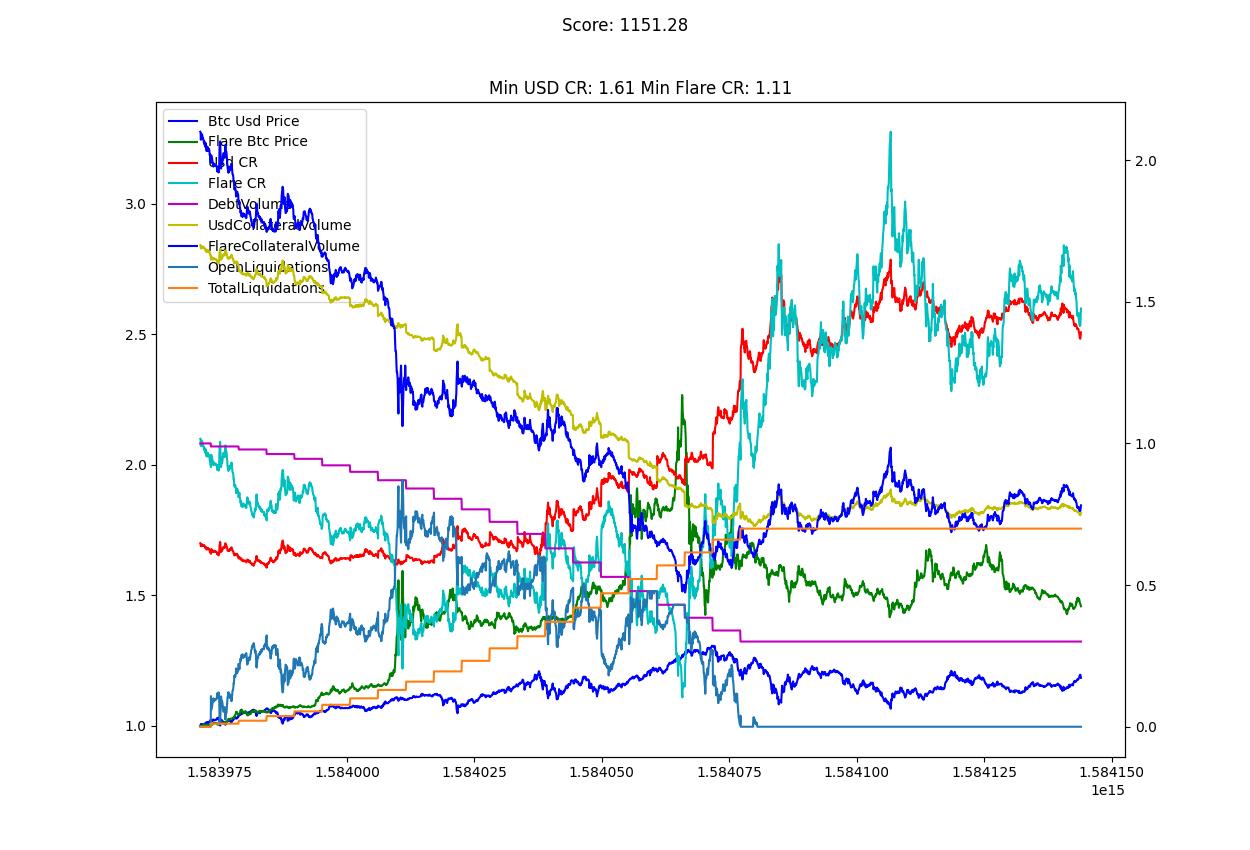 Score: 1151.28
Min USD CR: 1.61 Min Flare CR: 1.11
Btc Usd Price
Flare Btc Price
Usd CR
Flare CR
DebtVolume
UsdCollateralVolume
FlareCollateralVolume
OpenLiquidations
TotalLiquidations
3.0
2.5
2.0
1.5
1.0
2.0
1.5
1.0
0.5
0.0
1.583975
1.584000
1.584025
1.584050
1.584075
1.584100
1.584125
1.584150
1e15